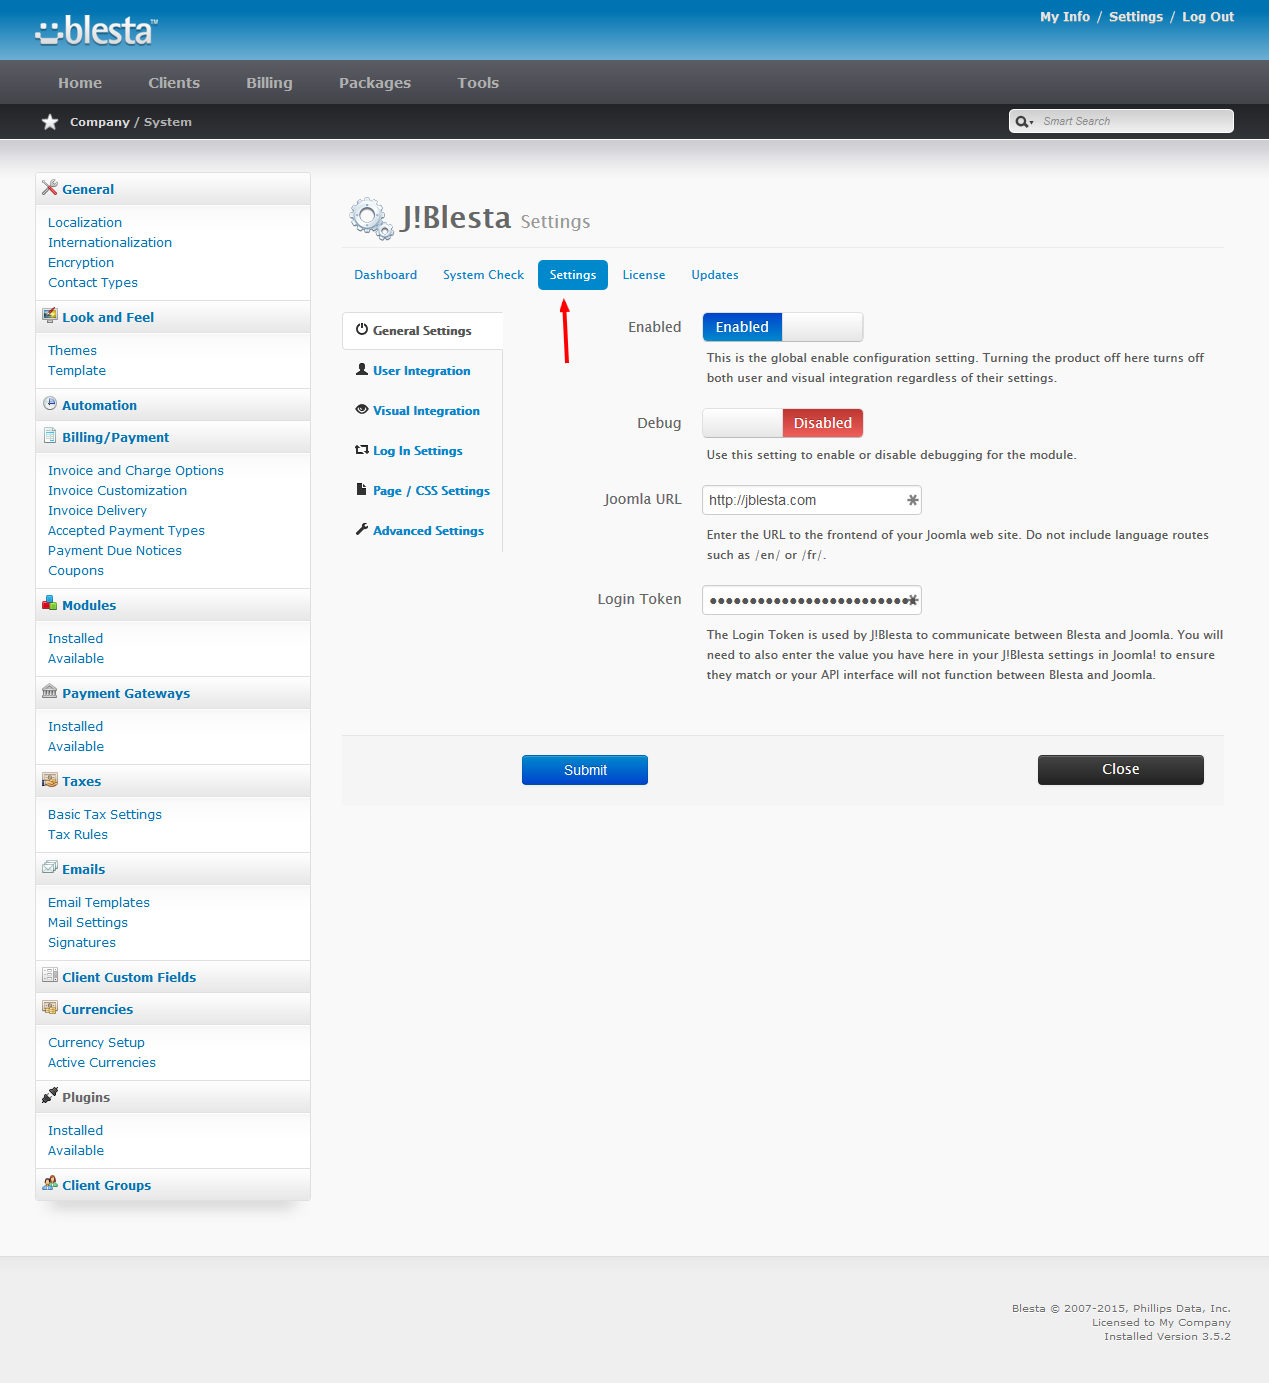 blesta™
My Info / Settings / Log Out
Home Clients Billing Packages Tools
Company / System
Smart Search
General
Localization
Internationalization
Encryption
Contact Types
Look and Feel
Themes
Template
Automation
Billing/Payment
Invoice and Charge Options
Invoice Customization
Invoice Delivery
Accepted Payment Types
Payment Due Notices
Coupons
Modules
Installed
Available
Payment Gateways
Installed
Available
Taxes
Basic Tax Settings
Tax Rules
Emails
Email Templates
Mail Settings
Signatures
Client Custom Fields
Currencies
Currency Setup
Active Currencies
Plugins
Installed
Available
Client Groups
J!Blesta Settings
Dashboard System Check Settings License Updates
General Settings
User Integration
Visual Integration
Log In Settings
Page / CSS Settings
Advanced Settings
Enabled Enabled
This is the global enable configuration setting. Turning the product off here turns off
both user and visual integration regardless of their settings.
Debug Disabled
Use this setting to enable or disable debugging for the module.
Joomla URL http://jblesta.com
Enter the URL to the frontend of your Joomla web site. Do not include language routes
such as /en/ or /fr/.
Login Token
The Login Token is used by J!Blesta to communicate between Blesta and Joomla. You will
need to also enter the value you have here in your J!Blesta settings in Joomla! to ensure
they match or your API interface will not function between Blesta and Joomla.
Submit Close
Blesta © 2007-2015, Phillips Data, Inc.
Licensed to My Company
Installed Version 3.5.2